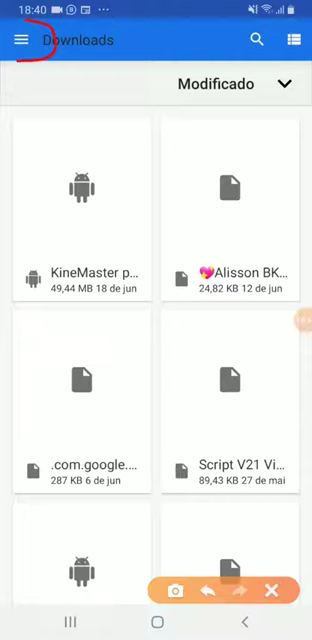 18:40
Downloads
Modificado
KineMaster p...
49,44 MB 18 de jun
💖Alisson BK...
24,82 KB 12 de jun
.com.google....
287 KB 6 de jun
Script V21 Vi...
89,43 KB 27 de mai